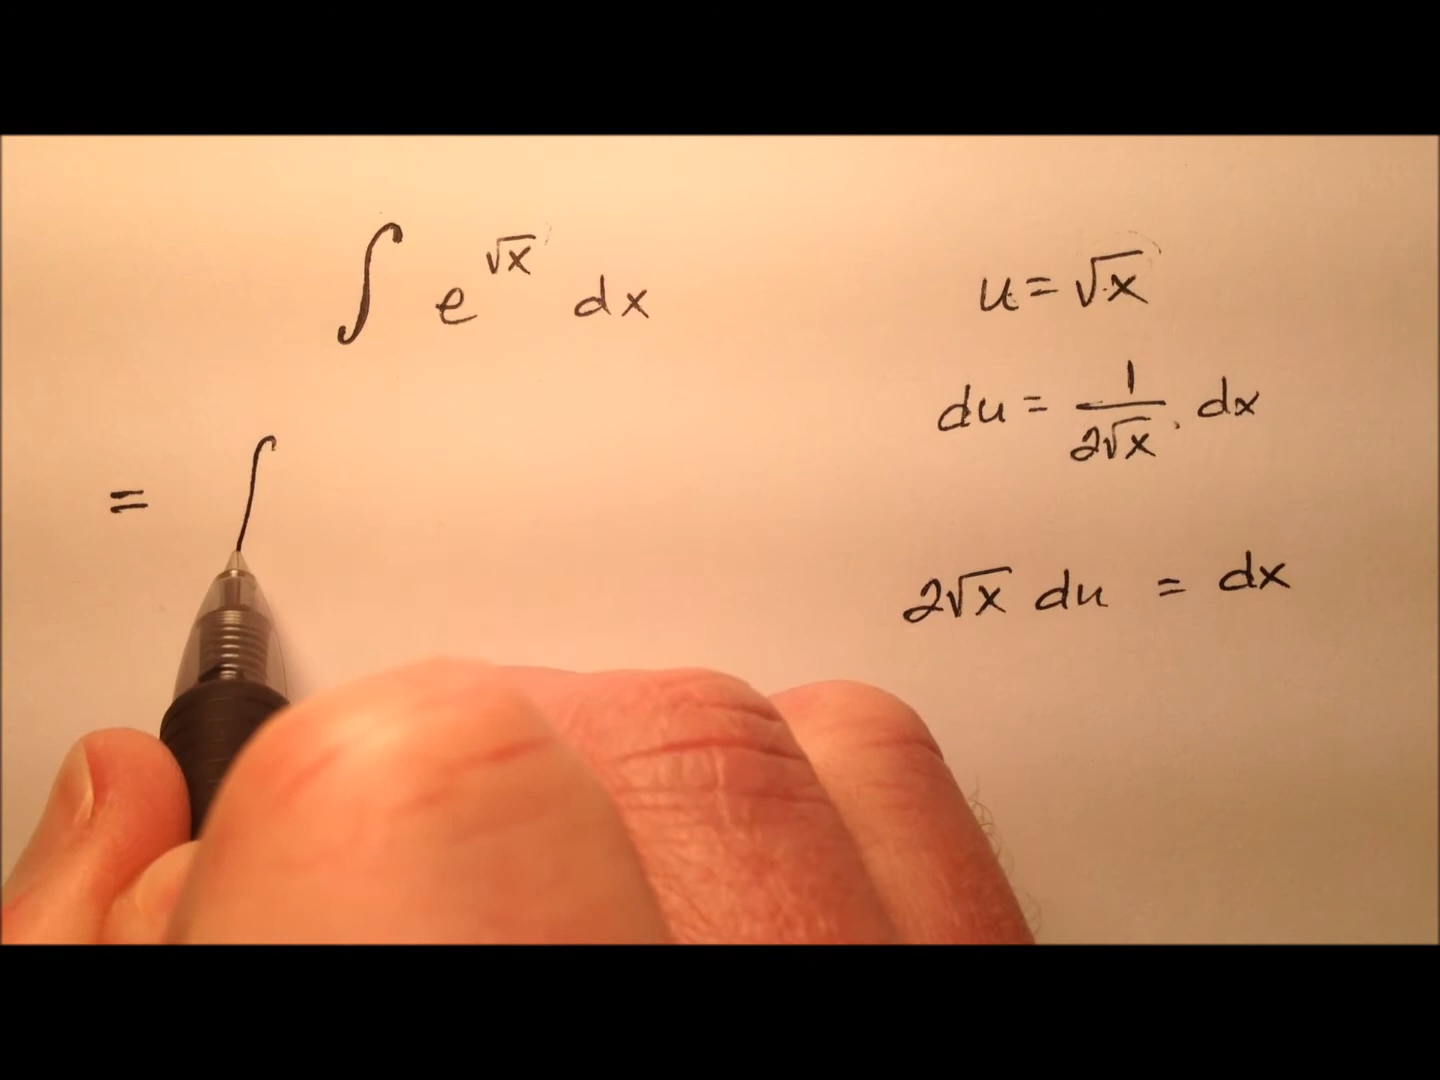 ∫ e^√x dx
u = √x
du = 1/(2√x) · dx
2√x du = dx
= ∫